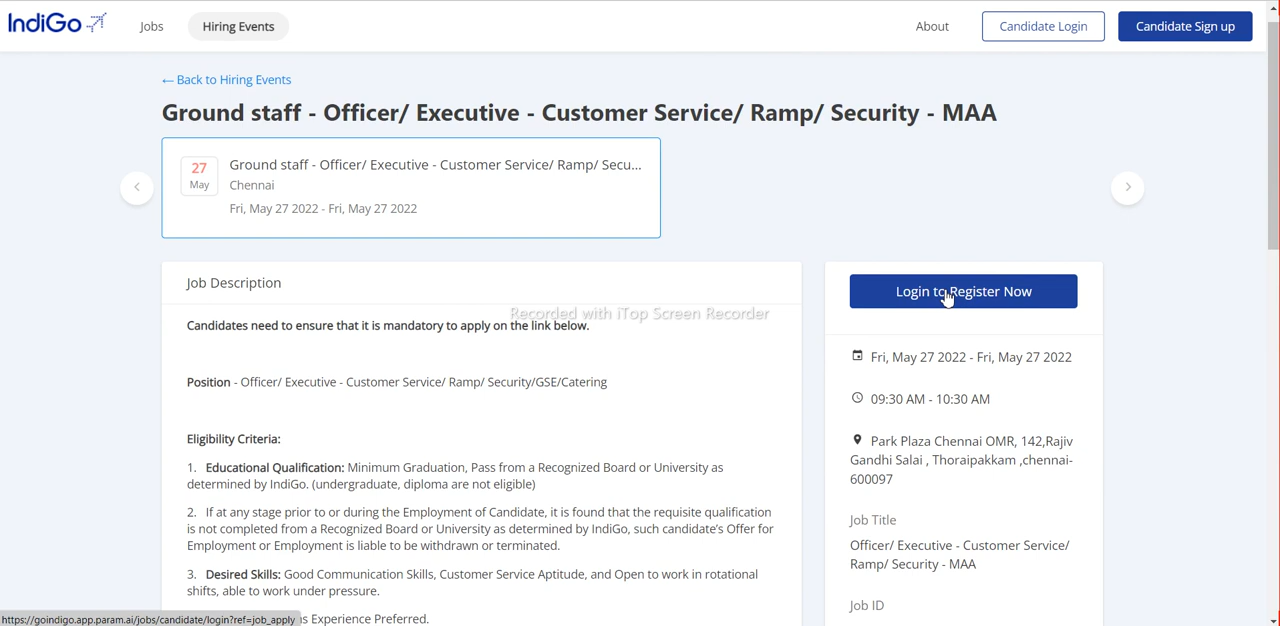 IndiGo
Jobs
Hiring Events
About
Candidate Login
Candidate Sign up
← Back to Hiring Events
Ground staff - Officer/ Executive - Customer Service/ Ramp/ Security - MAA
27
May
Ground staff - Officer/ Executive - Customer Service/ Ramp/ Secu...
Chennai
Fri, May 27 2022 - Fri, May 27 2022
Job Description
Recorded with iTop Screen Recorder
Candidates need to ensure that it is mandatory to apply on the link below.
Position - Officer/ Executive - Customer Service/ Ramp/ Security/GSE/Catering
Eligibility Criteria:
1. Educational Qualification: Minimum Graduation, Pass from a Recognized Board or University as
determined by IndiGo. (undergraduate, diploma are not eligible)
2. If at any stage prior to or during the Employment of Candidate, it is found that the requisite qualification
is not completed from a Recognized Board or University as determined by IndiGo, such candidate's Offer for
Employment or Employment is liable to be withdrawn or terminated.
3. Desired Skills: Good Communication Skills, Customer Service Aptitude, and Open to work in rotational
shifts, able to work under pressure.
Experience Preferred.
Login to Register Now
Fri, May 27 2022 - Fri, May 27 2022
09:30 AM - 10:30 AM
Park Plaza Chennai OMR, 142,Rajiv
Gandhi Salai , Thoraipakkam ,chennai-
600097
Job Title
Officer/ Executive - Customer Service/
Ramp/ Security - MAA
Job ID
https://goindigo.app.param.ai/jobs/candidate/login?ref=job_apply